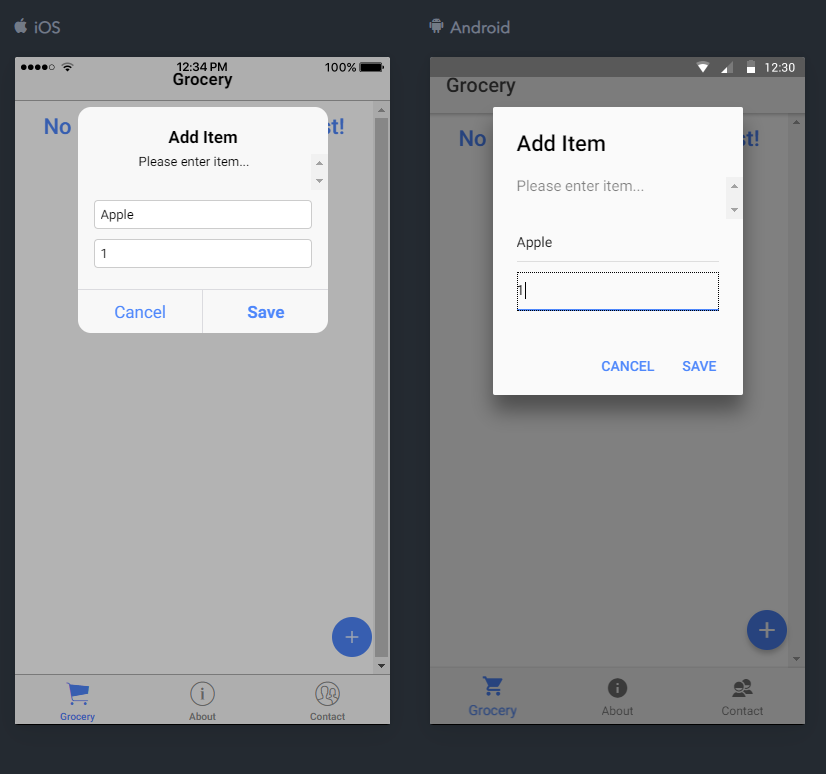 iOS
12:34 PM 100%
Grocery
No st!
Add Item
Please enter item...
Apple
1
Cancel Save
Grocery About Contact
Android
12:30
Grocery
No st!
Add Item
Please enter item...
Apple
1
CANCEL SAVE
Grocery About Contact